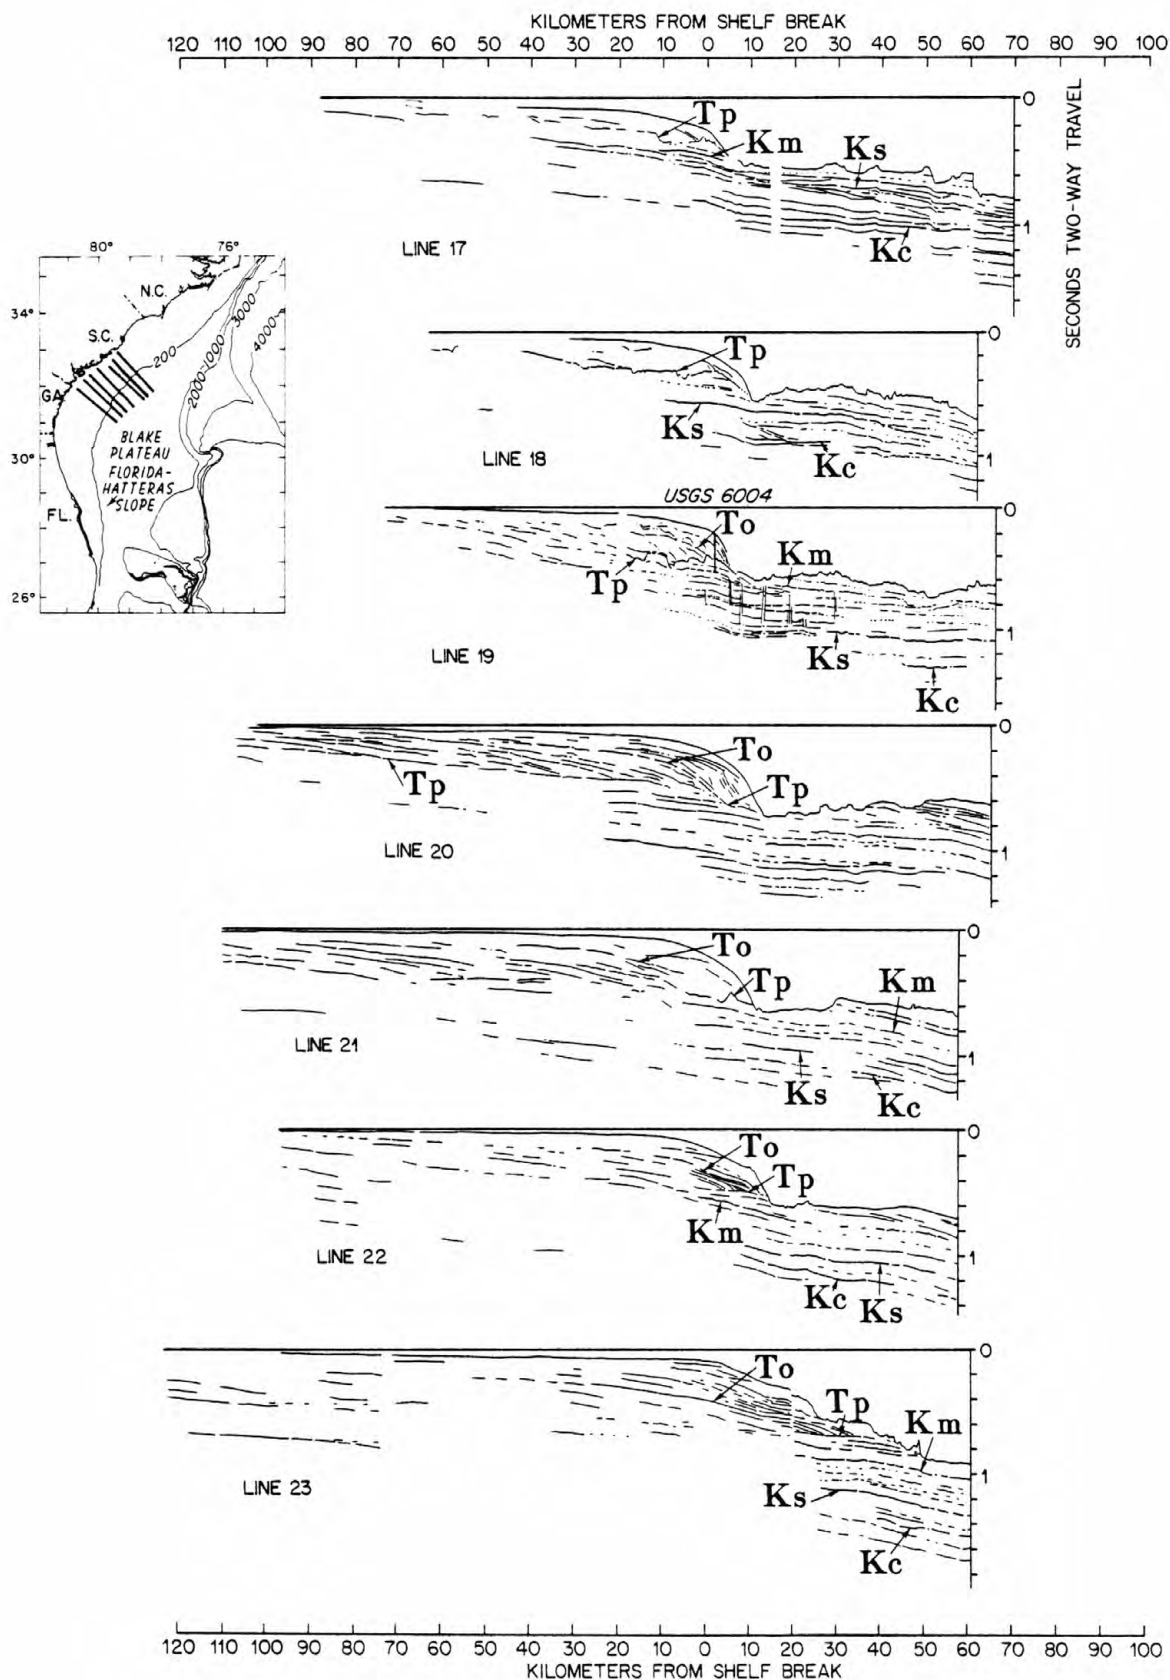 KILOMETERS FROM SHELF BREAK
120 110 100 90 80 70 60 50 40 30 20 10 0 10 20 30 40 50 60 70 80 90 100
SECONDS TWO-WAY TRAVEL
0
1
Tp
Km
Ks
Kc
LINE 17
80° 76°
34°
30°
26°
N.C.
S.C.
GA.
FL.
200
2000-1000
3000
4000
BLAKE
PLATEAU
FLORIDA-
HATTERAS
SLOPE
0
1
Tp
Ks
Kc
LINE 18
USGS 6004
0
1
To
Tp
Km
Ks
Kc
LINE 19
0
1
To
Tp
Tp
LINE 20
0
1
To
Tp
Km
Ks
Kc
LINE 21
0
1
To
Tp
Km
Kc
Ks
LINE 22
0
1
To
Tp
Km
Ks
Kc
LINE 23
120 110 100 90 80 70 60 50 40 30 20 10 0 10 20 30 40 50 60 70 80 90 100
KILOMETERS FROM SHELF BREAK